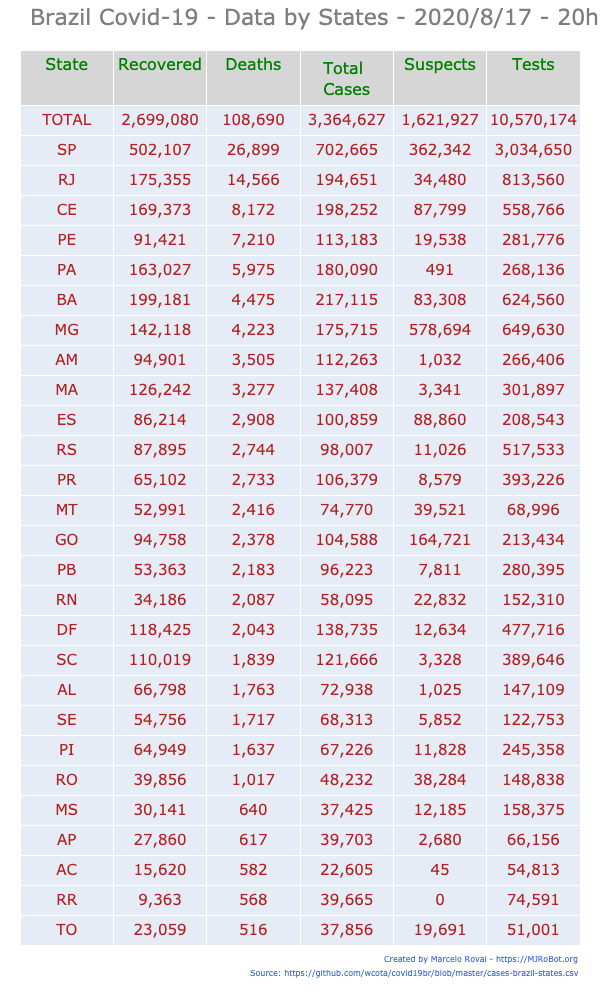 Brazil Covid-19 - Data by States - 2020/8/17 - 20h
State Recovered Deaths Total Cases Suspects Tests
TOTAL 2,699,080 108,690 3,364,627 1,621,927 10,570,174
SP 502,107 26,899 702,665 362,342 3,034,650
RJ 175,355 14,566 194,651 34,480 813,560
CE 169,373 8,172 198,252 87,799 558,766
PE 91,421 7,210 113,183 19,538 281,776
PA 163,027 5,975 180,090 491 268,136
BA 199,181 4,475 217,115 83,308 624,560
MG 142,118 4,223 175,715 578,694 649,630
AM 94,901 3,505 112,263 1,032 266,406
MA 126,242 3,277 137,408 3,341 301,897
ES 86,214 2,908 100,859 88,860 208,543
RS 87,895 2,744 98,007 11,026 517,533
PR 65,102 2,733 106,379 8,579 393,226
MT 52,991 2,416 74,770 39,521 68,996
GO 94,758 2,378 104,588 164,721 213,434
PB 53,363 2,183 96,223 7,811 280,395
RN 34,186 2,087 58,095 22,832 152,310
DF 118,425 2,043 138,735 12,634 477,716
SC 110,019 1,839 121,666 3,328 389,646
AL 66,798 1,763 72,938 1,025 147,109
SE 54,756 1,717 68,313 5,852 122,753
PI 64,949 1,637 67,226 11,828 245,358
RO 39,856 1,017 48,232 38,284 148,838
MS 30,141 640 37,425 12,185 158,375
AP 27,860 617 39,703 2,680 66,156
AC 15,620 582 22,605 45 54,813
RR 9,363 568 39,665 0 74,591
TO 23,059 516 37,856 19,691 51,001
Created by Marcelo Rovai - https://MJRoBot.org
Source: https://github.com/wcota/covid19br/blob/master/cases-brazil-states.csv